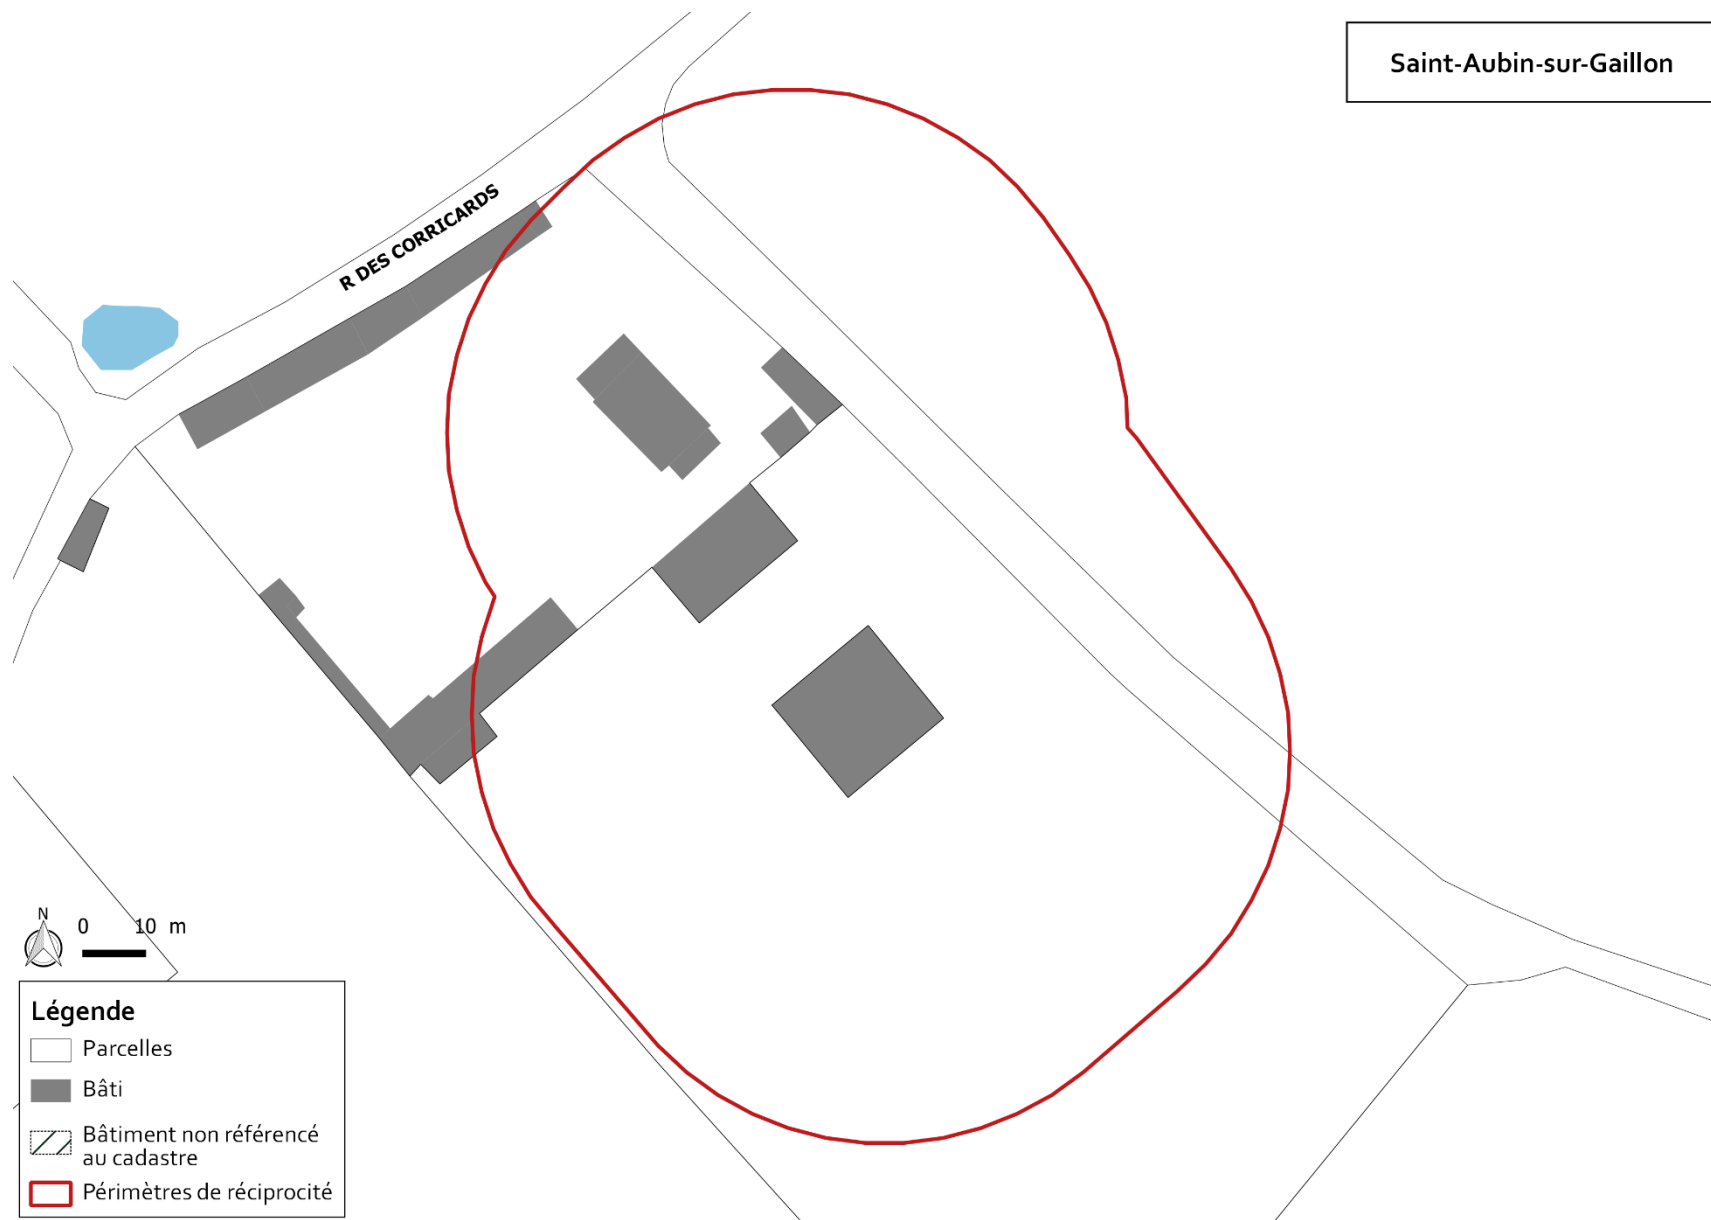 Saint-Aubin-sur-Gaillon
R DES CORRICARDS
N
0 10 m
Légende
Parcelles
Bâti
Bâtiment non référencé
au cadastre
Périmètres de réciprocité